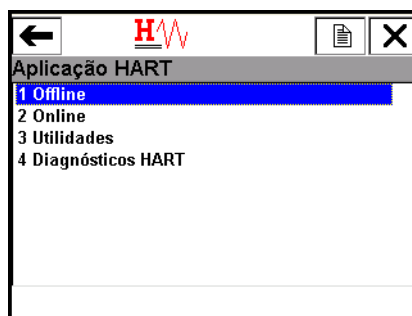 H
Aplicação HART
1 Offline
2 Online
3 Utilidades
4 Diagnósticos HART